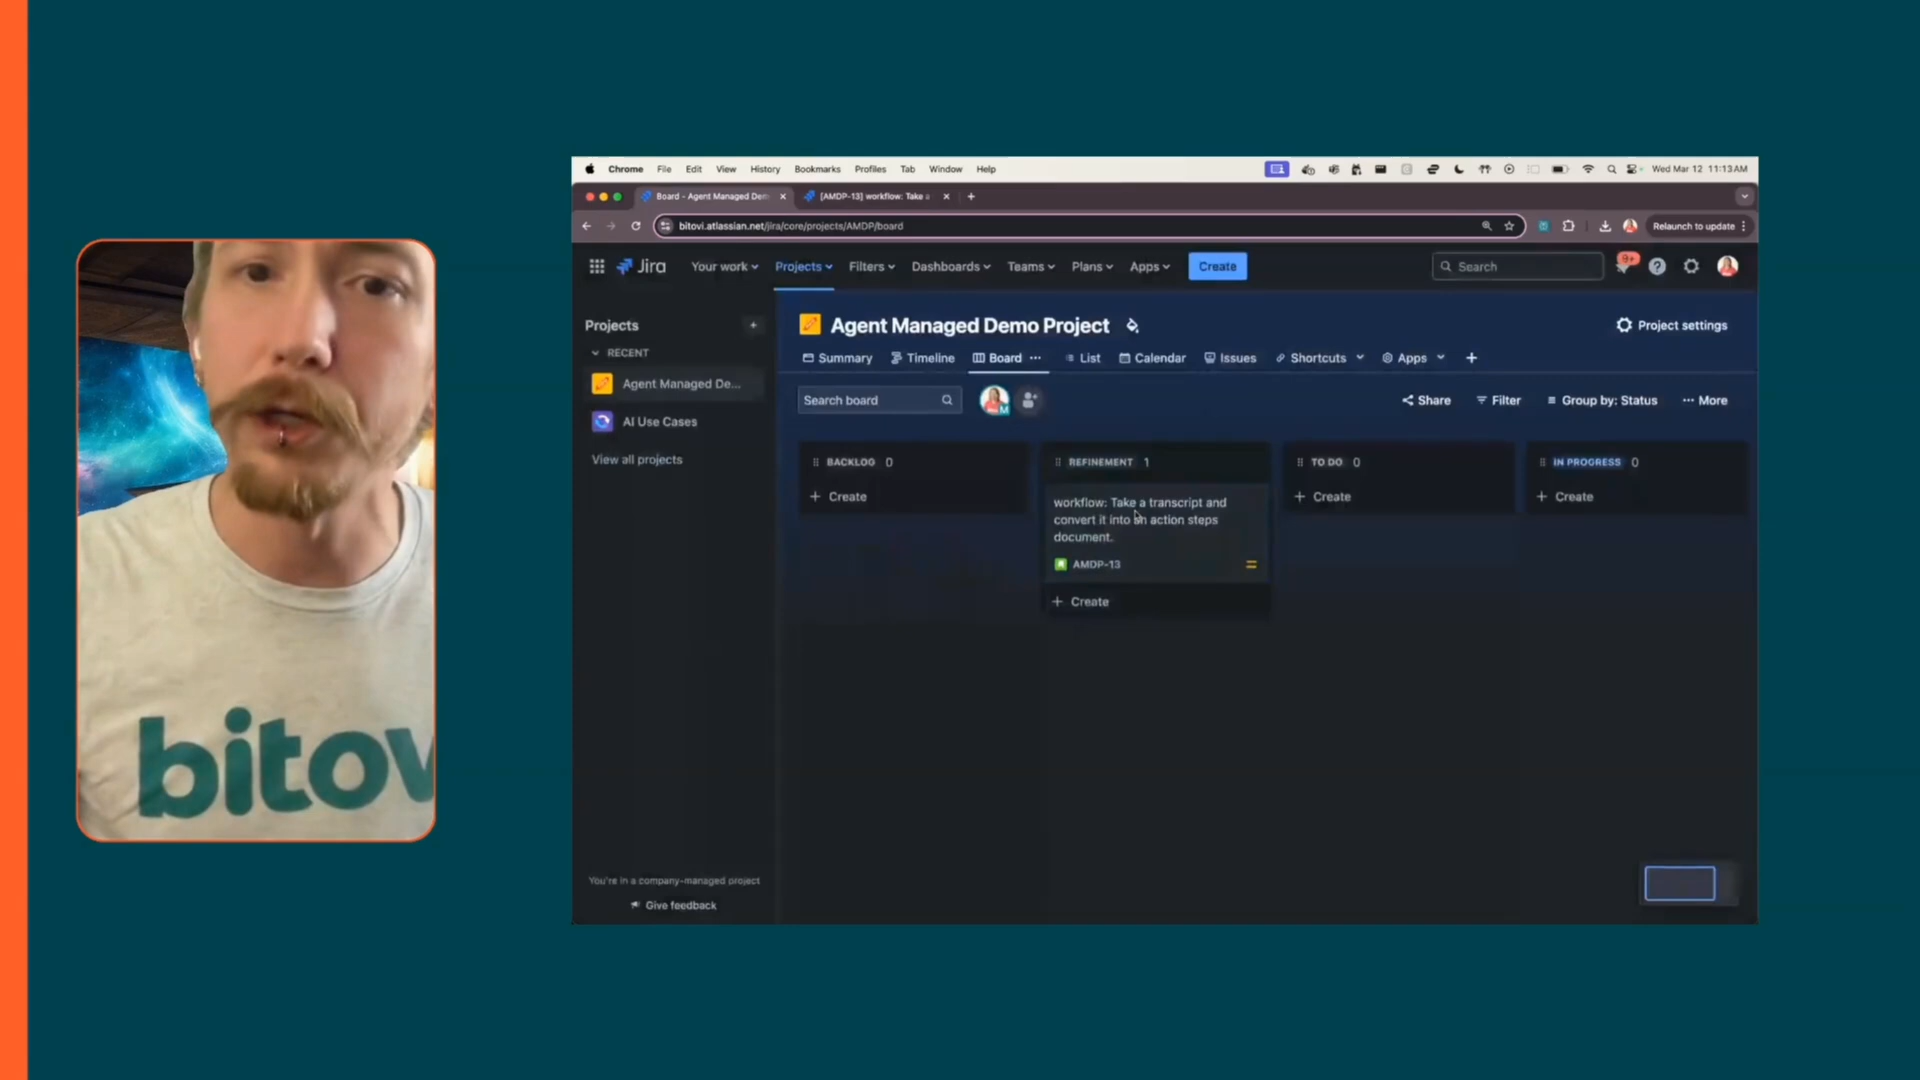 Chrome File Edit View History Bookmarks Profiles Tab Window Help Wed Mar 12 11:13AM
Board - Agent Managed Dem [AMDP-13] workflow: Take a
bitovi.atlassian.net/jira/core/projects/AMDP/board Relaunch to update
Jira Your work Projects Filters Dashboards Teams Plans Apps Create Search 9+
Projects
RECENT
Agent Managed De...
AI Use Cases
View all projects
You're in a company-managed project
Give feedback
Agent Managed Demo Project Project settings
Summary Timeline Board List Calendar Issues Shortcuts Apps
Search board Share Filter Group by: Status More
BACKLOG 0
Create
REFINEMENT 1
workflow: Take a transcript and
convert it into an action steps
document.
AMDP-13
Create
TO DO 0
Create
IN PROGRESS 0
Create
bitov